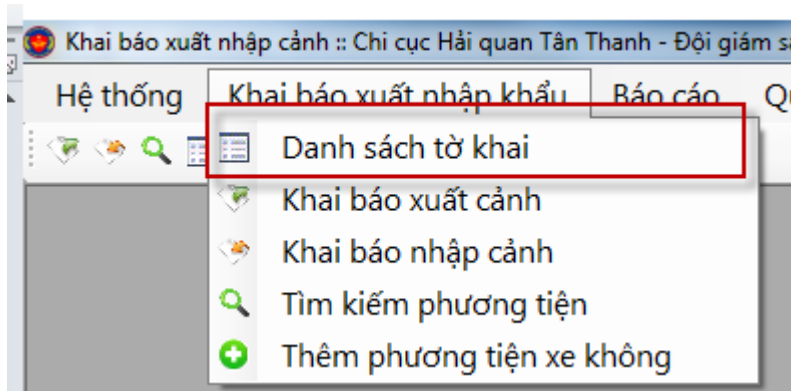 Khai báo xuất nhập cảnh :: Chi cục Hải quan Tân Thanh - Đội giám
Hệ thống Khai báo xuất nhập khẩu Báo cáo
Danh sách tờ khai
Khai báo xuất cảnh
Khai báo nhập cảnh
Tìm kiếm phương tiện
Thêm phương tiện xe không